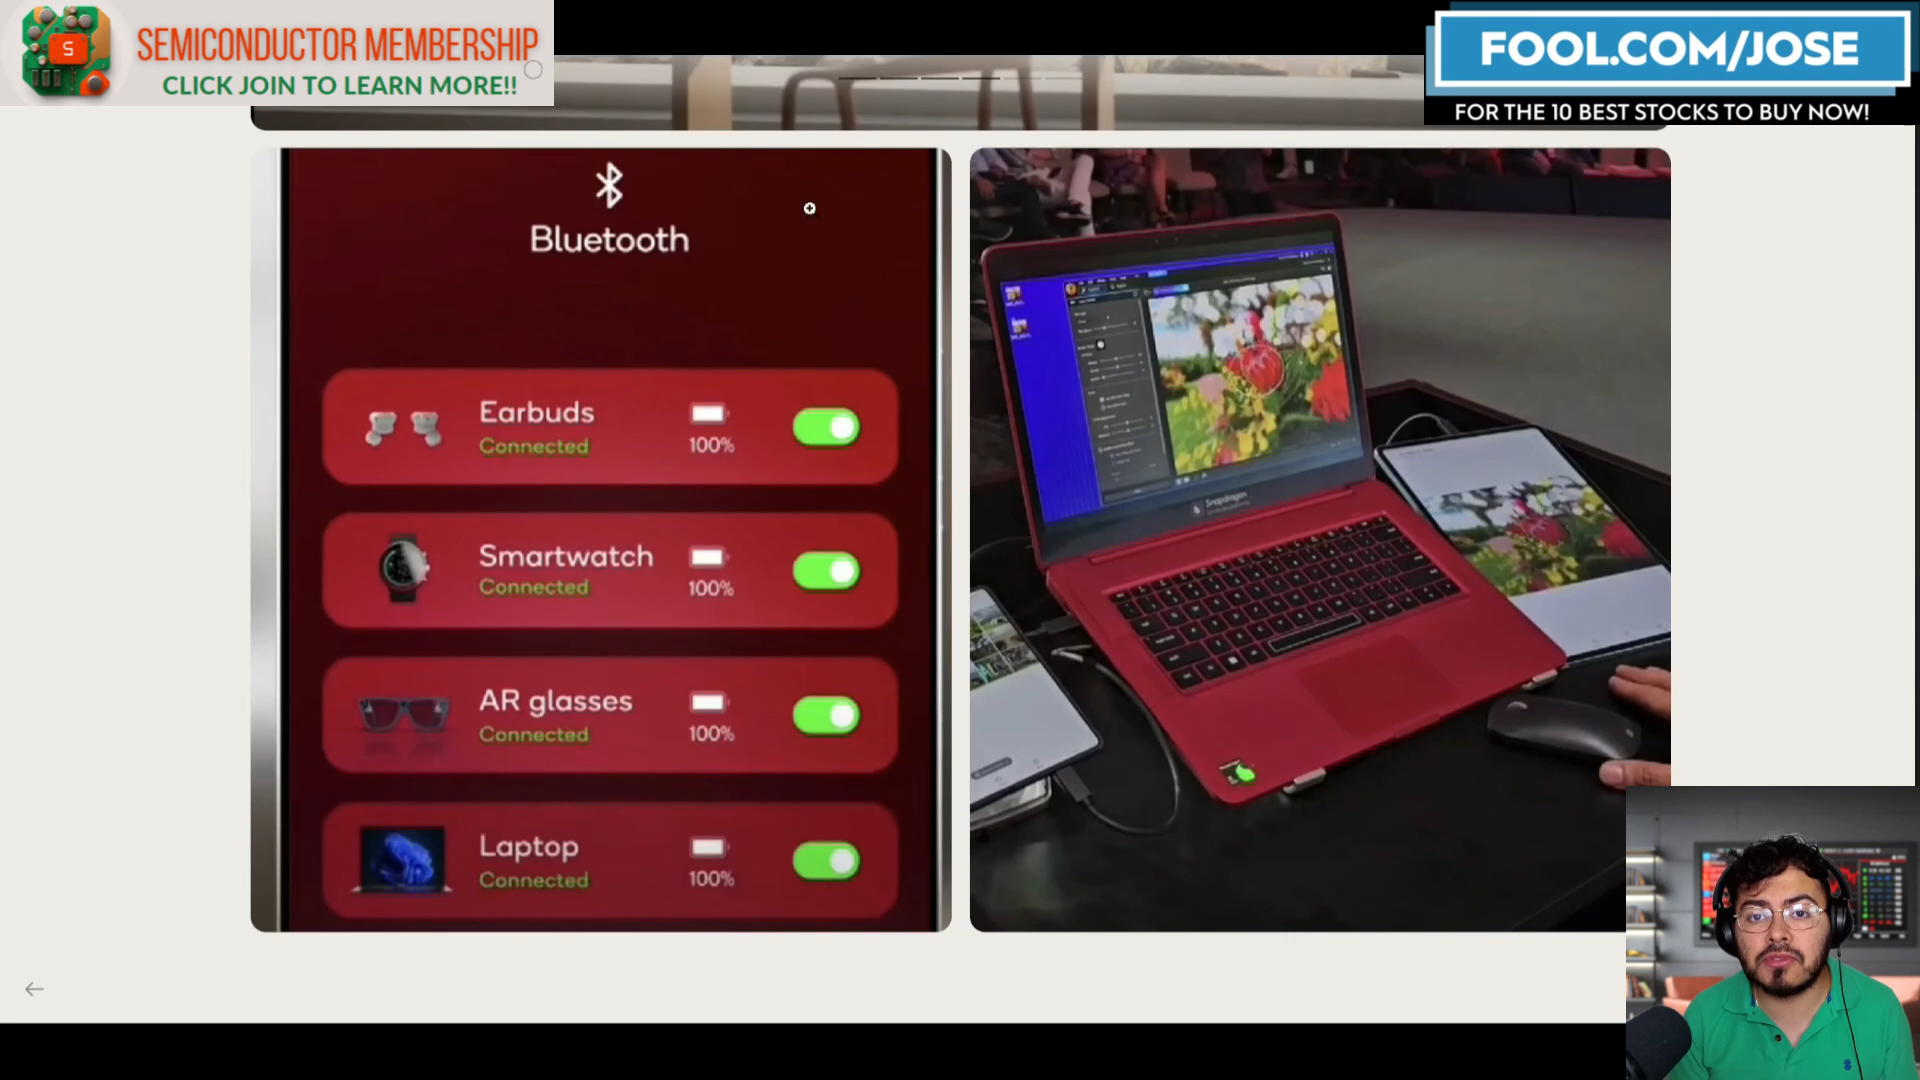 S
SEMICONDUCTOR MEMBERSHIP
CLICK JOIN TO LEARN MORE!!
FOOL.COM/JOSE
FOR THE 10 BEST STOCKS TO BUY NOW!
Bluetooth
Earbuds
Connected
100%
Smartwatch
Connected
100%
AR glasses
Connected
100%
Laptop
Connected
100%
Snapdragon